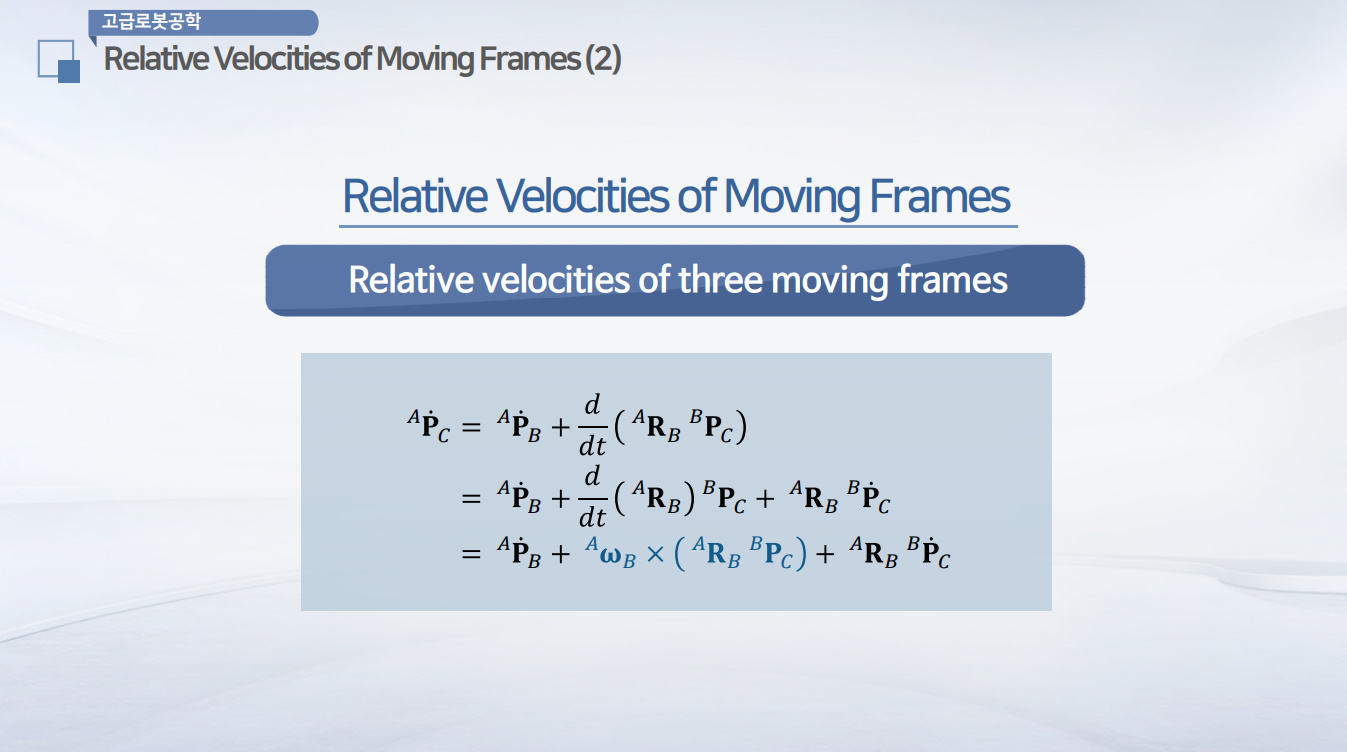 고급로봇공학
Relative Velocities of Moving Frames (2)
Relative Velocities of Moving Frames
Relative velocities of three moving frames
$^{A}\dot{\mathbf{P}}_{C} = {}^{A}\dot{\mathbf{P}}_{B} + \frac{d}{dt}\left({}^{A}\mathbf{R}_{B}\,{}^{B}\mathbf{P}_{C}\right)$
$= {}^{A}\dot{\mathbf{P}}_{B} + \frac{d}{dt}\left({}^{A}\mathbf{R}_{B}\right){}^{B}\mathbf{P}_{C} + {}^{A}\mathbf{R}_{B}\,{}^{B}\dot{\mathbf{P}}_{C}$
$= {}^{A}\dot{\mathbf{P}}_{B} + {}^{A}\boldsymbol{\omega}_{B} \times \left({}^{A}\mathbf{R}_{B}\,{}^{B}\mathbf{P}_{C}\right) + {}^{A}\mathbf{R}_{B}\,{}^{B}\dot{\mathbf{P}}_{C}$